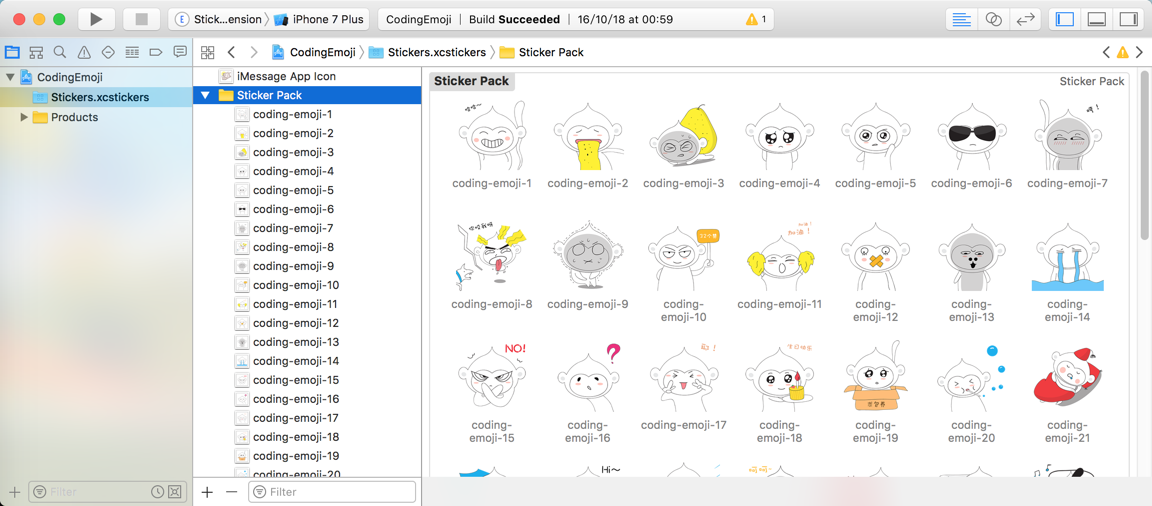 Stick...ension
iPhone 7 Plus
CodingEmoji
Build Succeeded
16/10/18 at 00:59
1
CodingEmoji
Stickers.xcstickers
Products
Filter
CodingEmoji
Stickers.xcstickers
Sticker Pack
iMessage App Icon
Sticker Pack
coding-emoji-1
coding-emoji-2
coding-emoji-3
coding-emoji-4
coding-emoji-5
coding-emoji-6
coding-emoji-7
coding-emoji-8
coding-emoji-9
coding-emoji-10
coding-emoji-11
coding-emoji-12
coding-emoji-13
coding-emoji-14
coding-emoji-15
coding-emoji-16
coding-emoji-17
coding-emoji-18
coding-emoji-19
coding-emoji-20
Filter
Sticker Pack
Sticker Pack
coding-emoji-1
coding-emoji-2
coding-emoji-3
coding-emoji-4
coding-emoji-5
coding-emoji-6
coding-emoji-7
coding-emoji-8
coding-emoji-9
coding-
emoji-10
coding-emoji-11
coding-
emoji-12
coding-
emoji-13
coding-
emoji-14
NO!
?
coding-
emoji-15
coding-
emoji-16
coding-emoji-17
coding-
emoji-18
coding-
emoji-19
coding-
emoji-20
coding-
emoji-21
Hi~